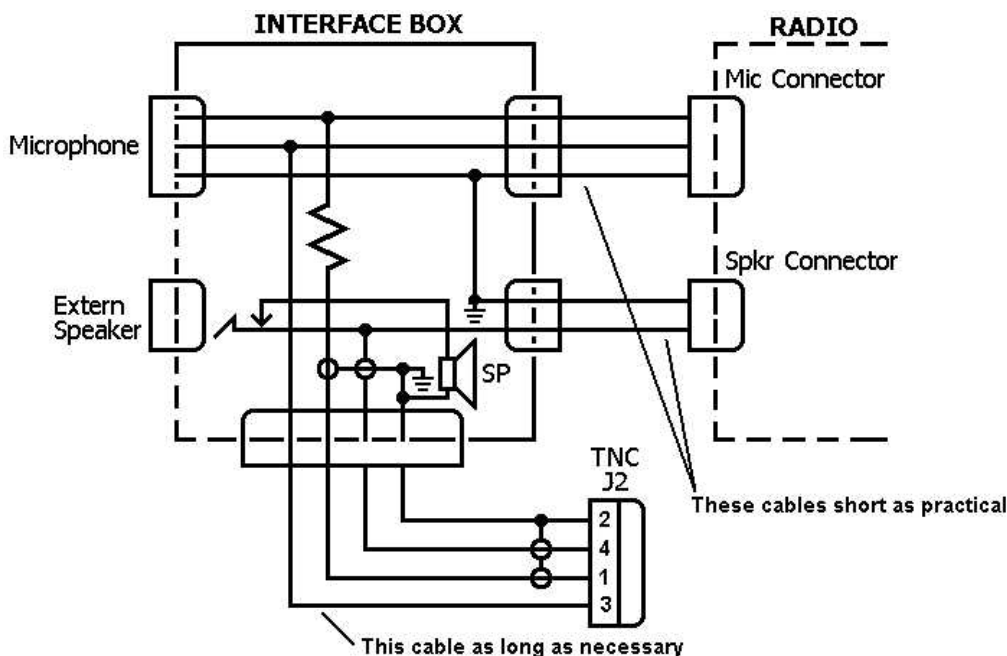 INTERFACE BOX
RADIO
Mic Connector
Microphone
Spkr Connector
Extern
Speaker
SP
TNC
J2
2
4
1
3
These cables short as practical
This cable as long as necessary